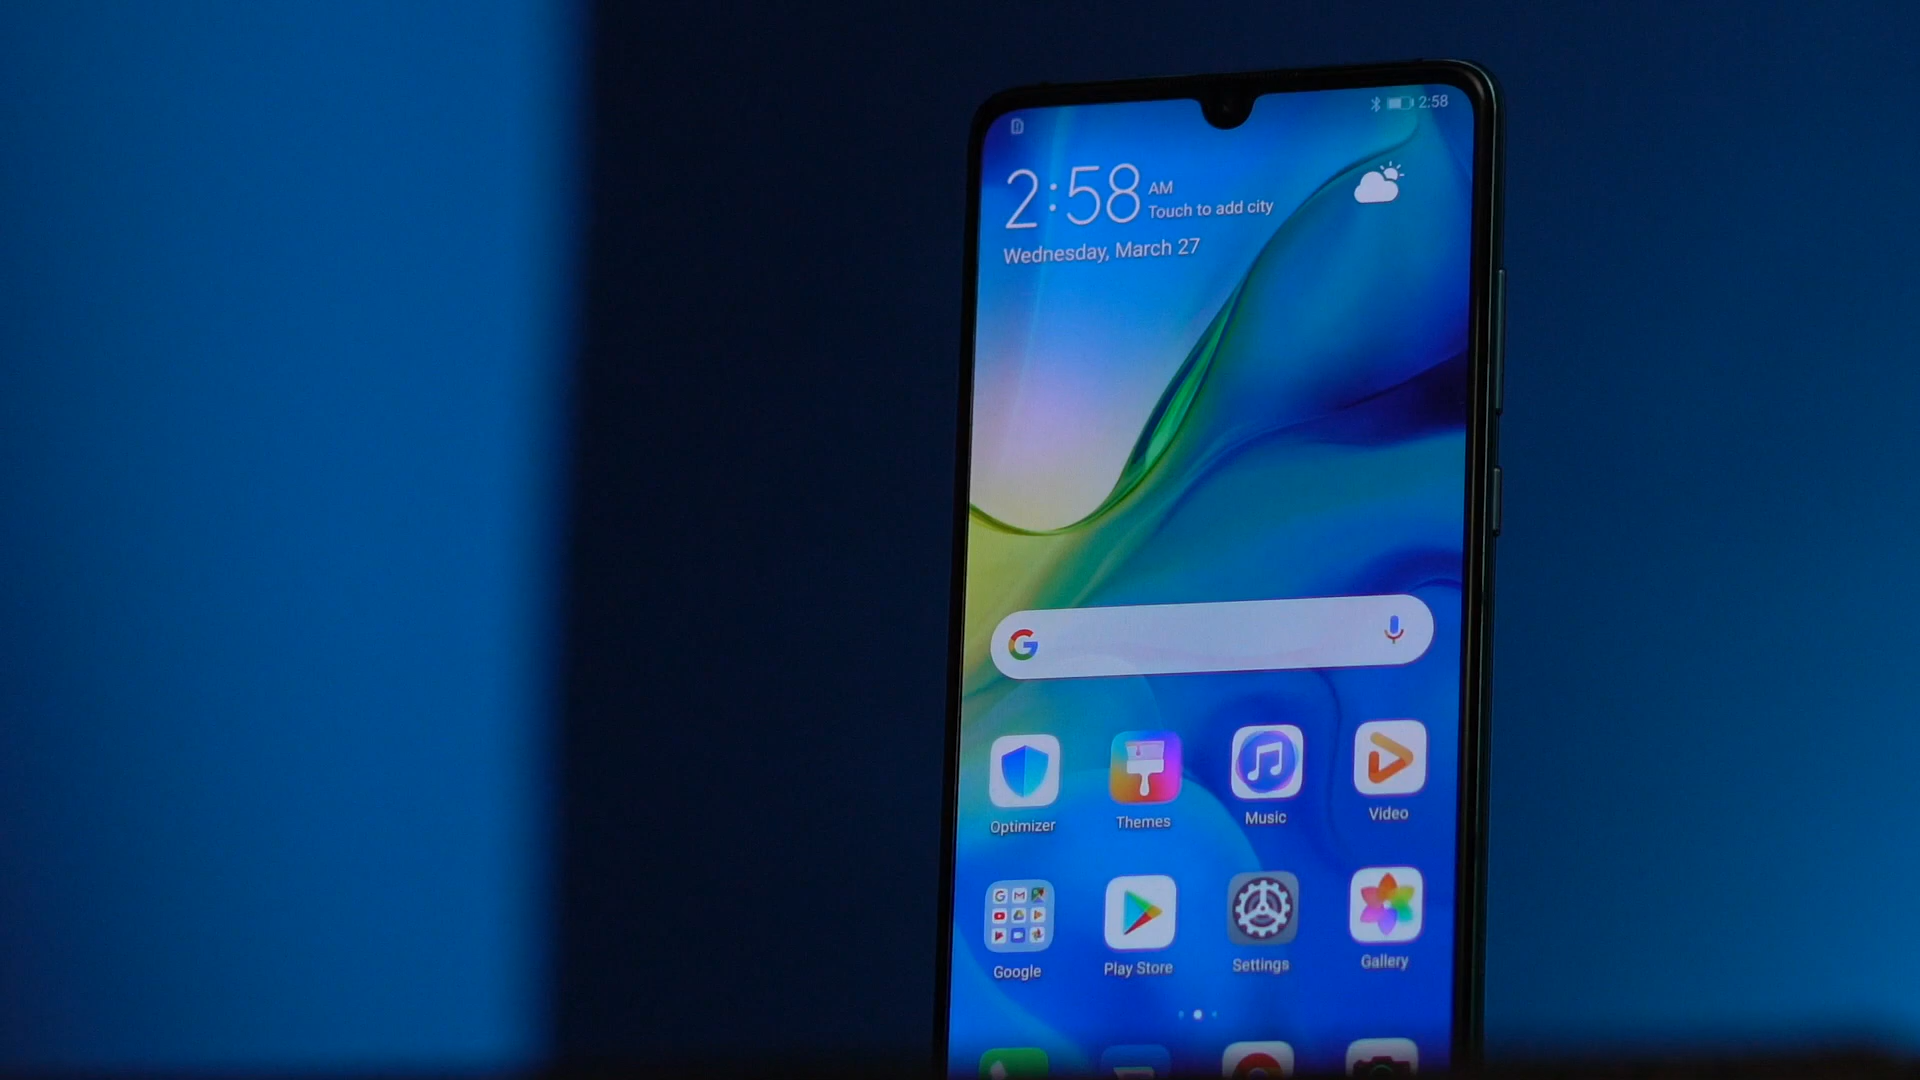 2:58
2:58 AM
Touch to add city
Wednesday, March 27
G
Optimizer Themes Music Video
Google Play Store Settings Gallery